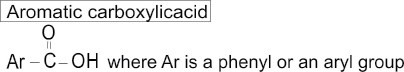 Aromatic carboxylicacid
O
Ar – C – OH where Ar is a phenyl or an aryl group